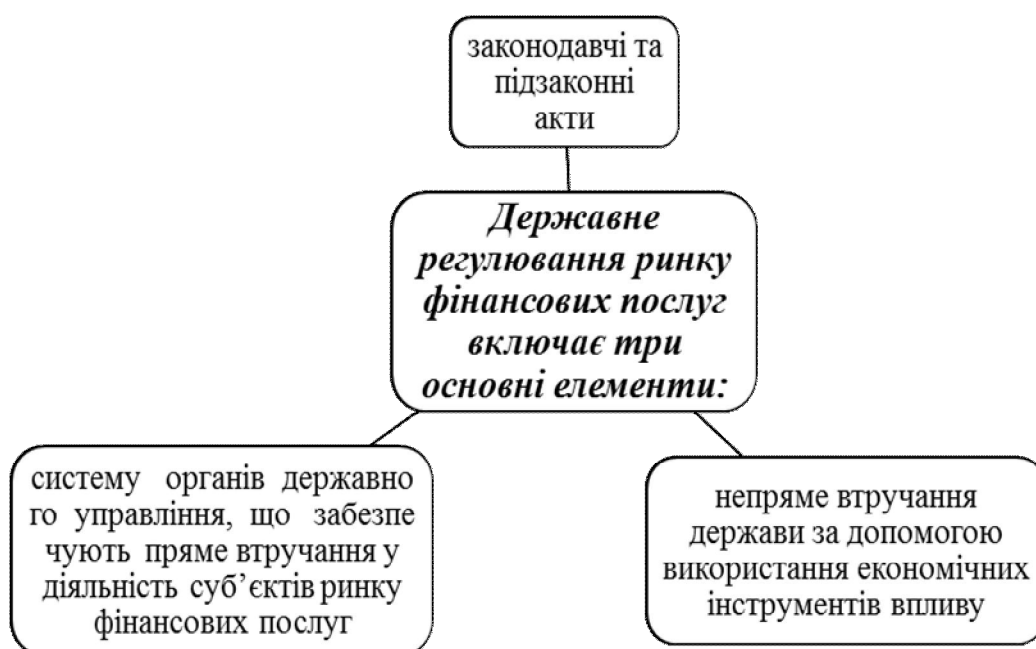 законодавчі та
підзаконні
акти
Державне
регулювання ринку
фінансових послуг
включає три
основні елементи:
систему органів державно
го управління, що забезпе
чують пряме втручання у
діяльність суб’єктів ринку
фінансових послуг
непряме втручання
держави за допомогою
використання економічних
інструментів впливу